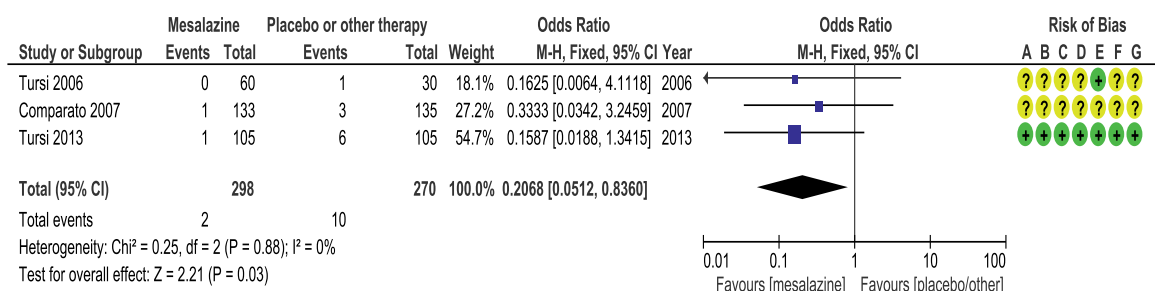 Mesalazine Placebo or other therapy Odds Ratio Odds Ratio Risk of Bias
Study or Subgroup Events Total Events Total Weight M-H, Fixed, 95% CI Year M-H, Fixed, 95% CI A B C D E F G
Tursi 2006 0 60 1 30 18.1% 0.1625 [0.0064, 4.1118] 2006 ? ? ? ? + ? ?
Comparato 2007 1 133 3 135 27.2% 0.3333 [0.0342, 3.2459] 2007 ? ? ? ? ? ? ?
Tursi 2013 1 105 6 105 54.7% 0.1587 [0.0188, 1.3415] 2013 + + + + + + +
Total (95% CI) 298 270 100.0% 0.2068 [0.0512, 0.8360]
Total events 2 10
Heterogeneity: Chi² = 0.25, df = 2 (P = 0.88); I² = 0%
Test for overall effect: Z = 2.21 (P = 0.03)
0.01 0.1 1 10 100
Favours [mesalazine] Favours [placebo/other]